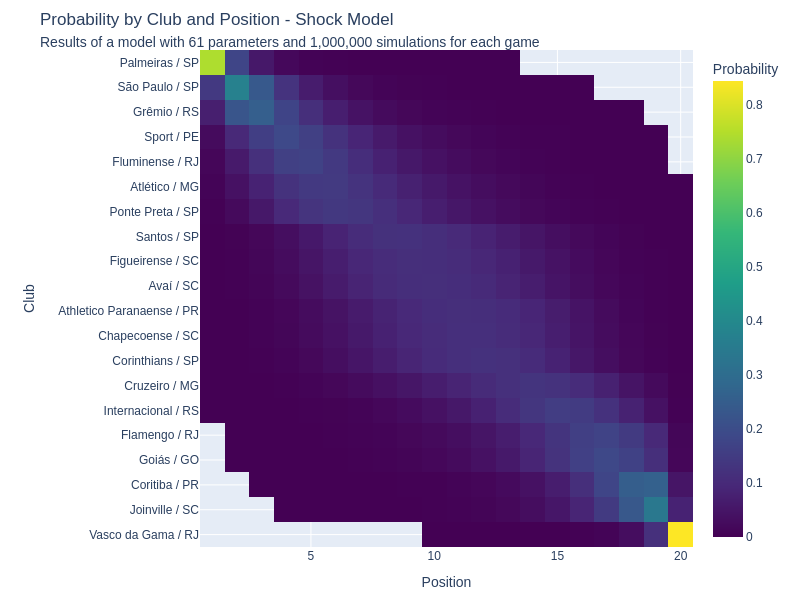 Probability by Club and Position - Shock Model
Results of a model with 61 parameters and 1,000,000 simulations for each game
Probability
Palmeiras / SP
São Paulo / SP
Grêmio / RS
Sport / PE
Fluminense / RJ
Atlético / MG
Ponte Preta / SP
Santos / SP
Figueirense / SC
Avaí / SC
Athletico Paranaense / PR
Chapecoense / SC
Corinthians / SP
Cruzeiro / MG
Internacional / RS
Flamengo / RJ
Goiás / GO
Coritiba / PR
Joinville / SC
Vasco da Gama / RJ
Club
5
10
15
20
Position
0.8
0.7
0.6
0.5
0.4
0.3
0.2
0.1
0